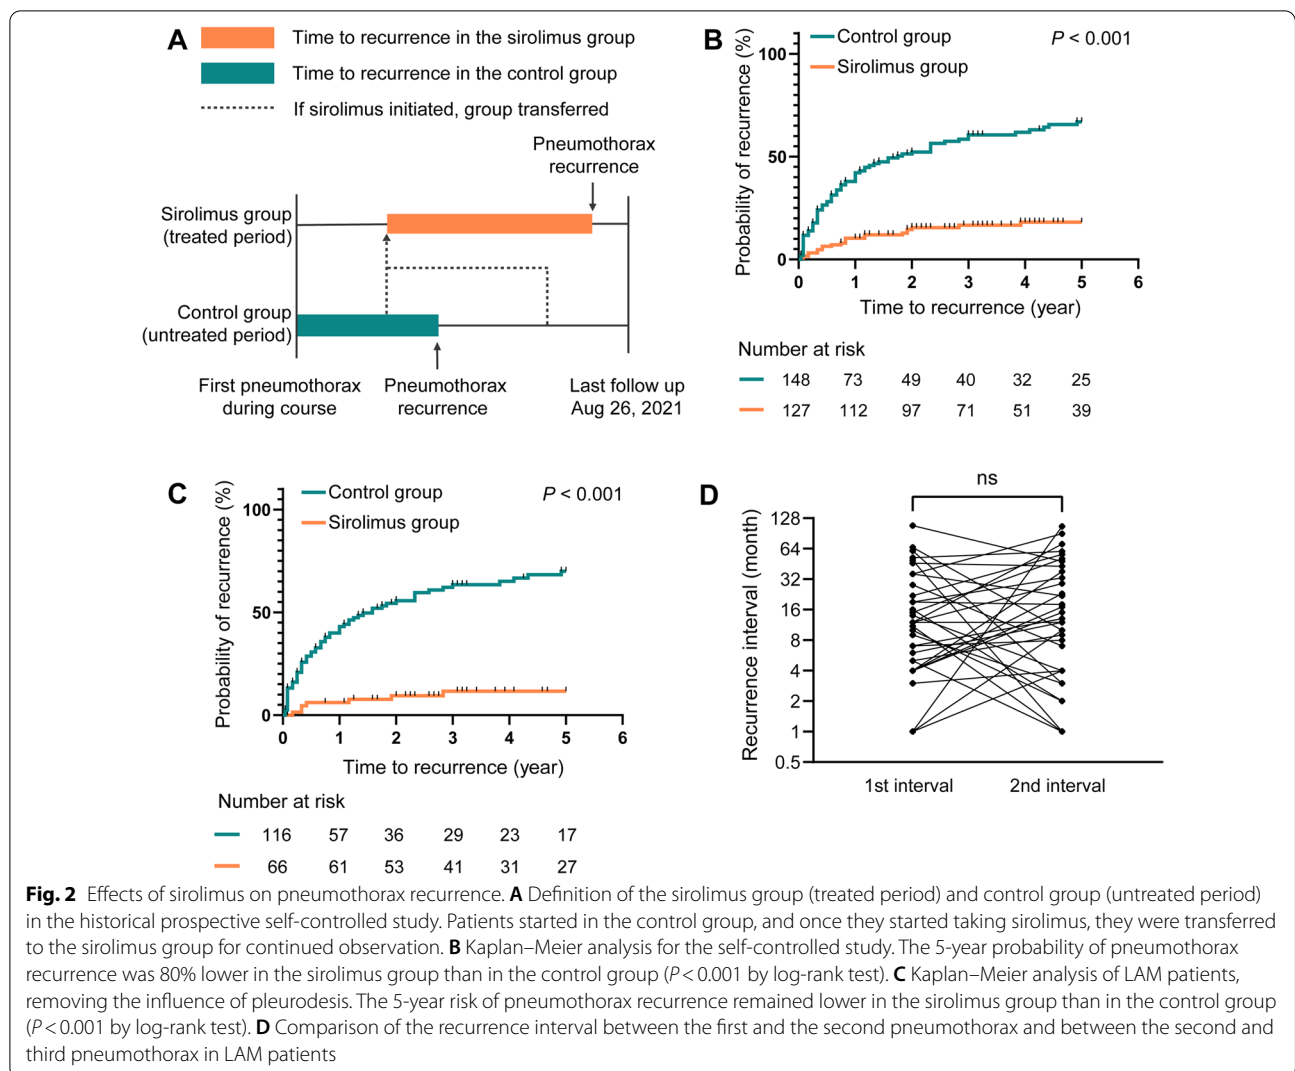 A
Time to recurrence in the sirolimus group
Time to recurrence in the control group
If sirolimus initiated, group transferred
Pneumothorax
recurrence
Sirolimus group
(treated period)
Control group
(untreated period)
First pneumothorax
during course
Pneumothorax
recurrence
Last follow up
Aug 26, 2021
B
Control group
Sirolimus group
P < 0.001
Probability of recurrence (%)
100
50
0
0 1 2 3 4 5 6
Time to recurrence (year)
Number at risk
148 73 49 40 32 25
127 112 97 71 51 39
C
Control group
Sirolimus group
P < 0.001
Probability of recurrence (%)
100
50
0
0 1 2 3 4 5 6
Time to recurrence (year)
Number at risk
116 57 36 29 23 17
66 61 53 41 31 27
D
ns
Recurrence interval (month)
128
64
32
16
8
4
2
1
0.5
1st interval 2nd interval
Fig. 2 Effects of sirolimus on pneumothorax recurrence. A Definition of the sirolimus group (treated period) and control group (untreated period)
in the historical prospective self-controlled study. Patients started in the control group, and once they started taking sirolimus, they were transferred
to the sirolimus group for continued observation. B Kaplan–Meier analysis for the self-controlled study. The 5-year probability of pneumothorax
recurrence was 80% lower in the sirolimus group than in the control group (P < 0.001 by log-rank test). C Kaplan–Meier analysis of LAM patients,
removing the influence of pleurodesis. The 5-year risk of pneumothorax recurrence remained lower in the sirolimus group than in the control group
(P < 0.001 by log-rank test). D Comparison of the recurrence interval between the first and the second pneumothorax and between the second and
third pneumothorax in LAM patients